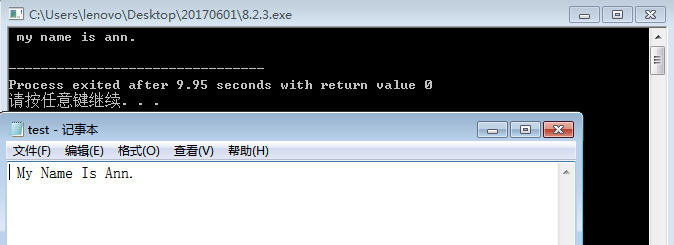 C:\Users\lenovo\Desktop\20170601\8.2.3.exe
my name is ann.
--------------------------------
Process exited after 9.95 seconds with return value 0
请按任意键继续. . .
test - 记事本
文件(F) 编辑(E) 格式(O) 查看(V) 帮助(H)
My Name Is Ann.